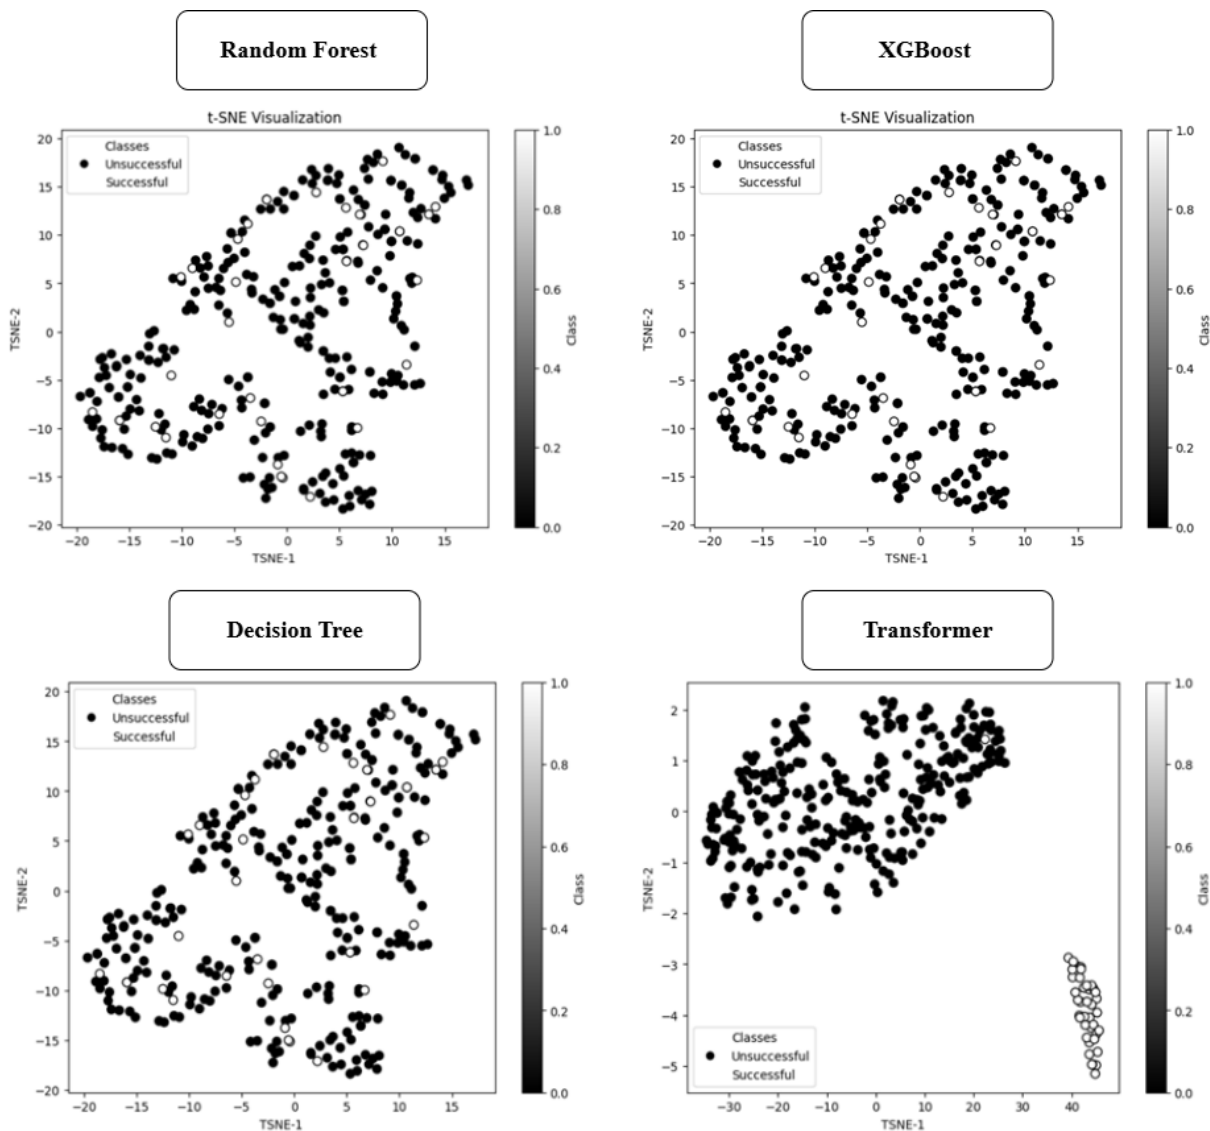 Random Forest
XGBoost
t-SNE Visualization
Classes
Unsuccessful
Successful
20
15
10
5
0
−5
−10
−15
−20
TSNE-2
−20 −15 −10 −5 0 5 10 15
TSNE-1
1.0
0.8
0.6
0.4
0.2
0.0
Class
t-SNE Visualization
Classes
Unsuccessful
Successful
20
15
10
5
0
−5
−10
−15
−20
TSNE-2
−20 −15 −10 −5 0 5 10 15
TSNE-1
1.0
0.8
0.6
0.4
0.2
0.0
Class
Decision Tree
Transformer
Classes
Unsuccessful
Successful
20
15
10
5
0
−5
−10
−15
−20
TSNE-2
−20 −15 −10 −5 0 5 10 15
TSNE-1
1.0
0.8
0.6
0.4
0.2
0.0
Class
2
1
0
−1
−2
−3
−4
−5
TSNE-2
Classes
Unsuccessful
Successful
−30 −20 −10 0 10 20 30 40
TSNE-1
1.0
0.8
0.6
0.4
0.2
0.0
Class